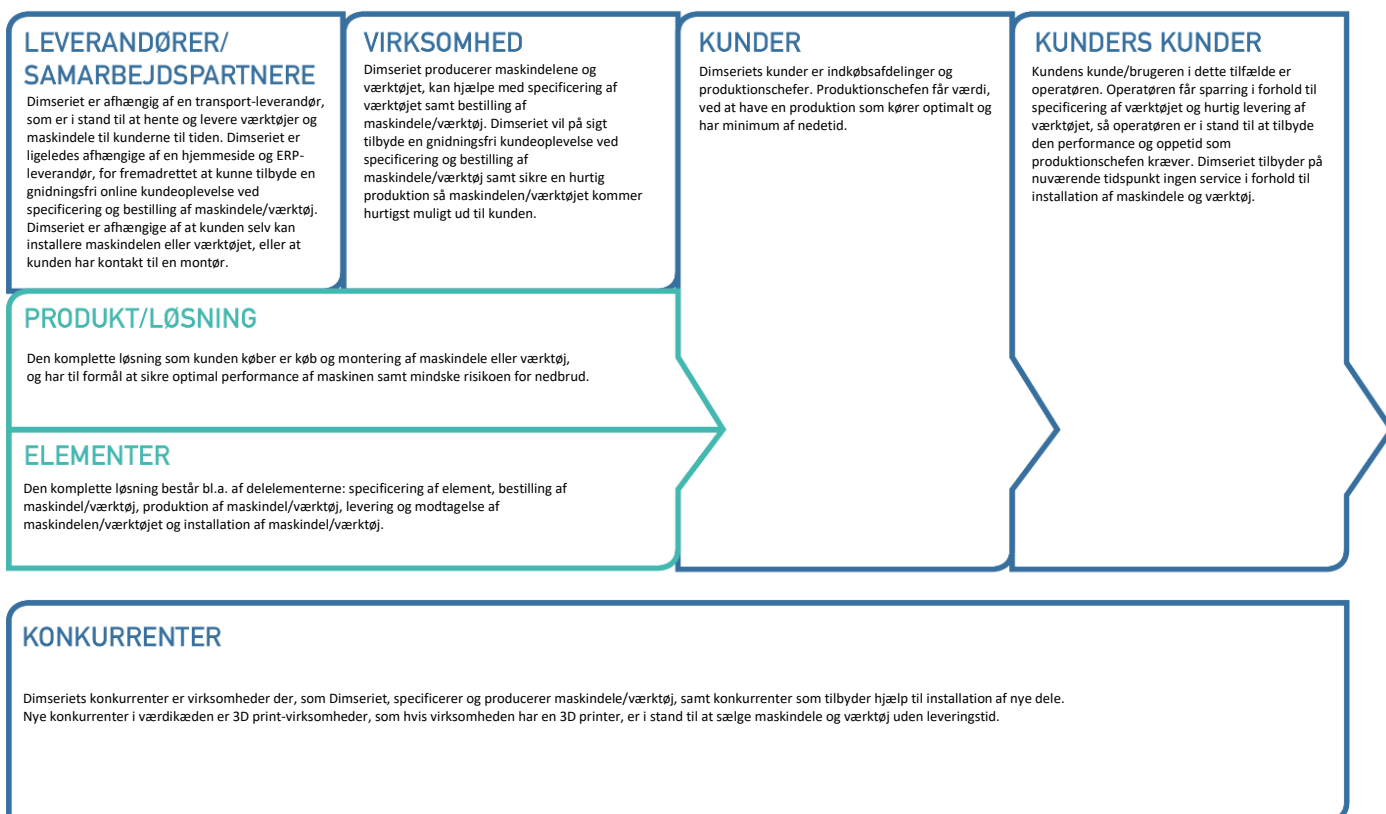 LEVERANDØRER/
SAMARBEJDSPARTNERE
Dimseriet er afhængig af en transport-leverandør,
som er i stand til at hente og levere værktøjer og
maskindele til kunderne til tiden. Dimseriet er
ligeledes afhængige af en hjemmeside og ERP-
leverandør, for fremadrettet at kunne tilbyde en
gnidningsfri online kundeoplevelse ved
specificering og bestilling af maskindele/værktøj.
Dimseriet er afhængige af at kunden selv kan
installere maskindelen eller værktøjet, eller at
kunden har kontakt til en montør.
VIRKSOMHED
Dimseriet producerer maskindelene og
værktøjet, kan hjælpe med specificering af
værktøjet samt bestilling af
maskindele/værktøj. Dimseriet vil på sigt
tilbyde en gnidningsfri kundeoplevelse ved
specificering og bestilling af
maskindele/værktøj samt sikre en hurtig
produktion så maskindelen/værktøjet kommer
hurtigst muligt ud til kunden.
KUNDER
Dimseriets kunder er indkøbsafdelinger og
produktionschefer. Produktionschefen får værdi,
ved at have en produktion som kører optimalt og
har minimum af nedetid.
KUNDERS KUNDER
Kundens kunde/brugeren i dette tilfælde er
operatøren. Operatøren får sparring i forhold til
specificering af værktøjet og hurtig levering af
værktøjet, så operatøren er i stand til at tilbyde
den performance og oppetid som
produktionschefen kræver. Dimseriet tilbyder på
nuværende tidspunkt ingen service i forhold til
installation af maskindele og værktøj.
PRODUKT/LØSNING
Den komplette løsning som kunden køber er køb og montering af maskindele eller værktøj,
og har til formål at sikre optimal performance af maskinen samt mindske risikoen for nedbrud.
ELEMENTER
Den komplette løsning består bl.a. af delelementerne: specificering af element, bestilling af
maskindel/værktøj, produktion af maskindel/værktøj, levering og modtagelse af
maskindelen/værktøjet og installation af maskindel/værktøj.
KONKURRENTER
Dimseriets konkurrenter er virksomheder der, som Dimseriet, specificerer og producerer maskindele/værktøj, samt konkurrenter som tilbyder hjælp til installation af nye dele.
Nye konkurrenter i værdikæden er 3D print-virksomheder, som hvis virksomheden har en 3D printer, er i stand til at sælge maskindele og værktøj uden leveringstid.